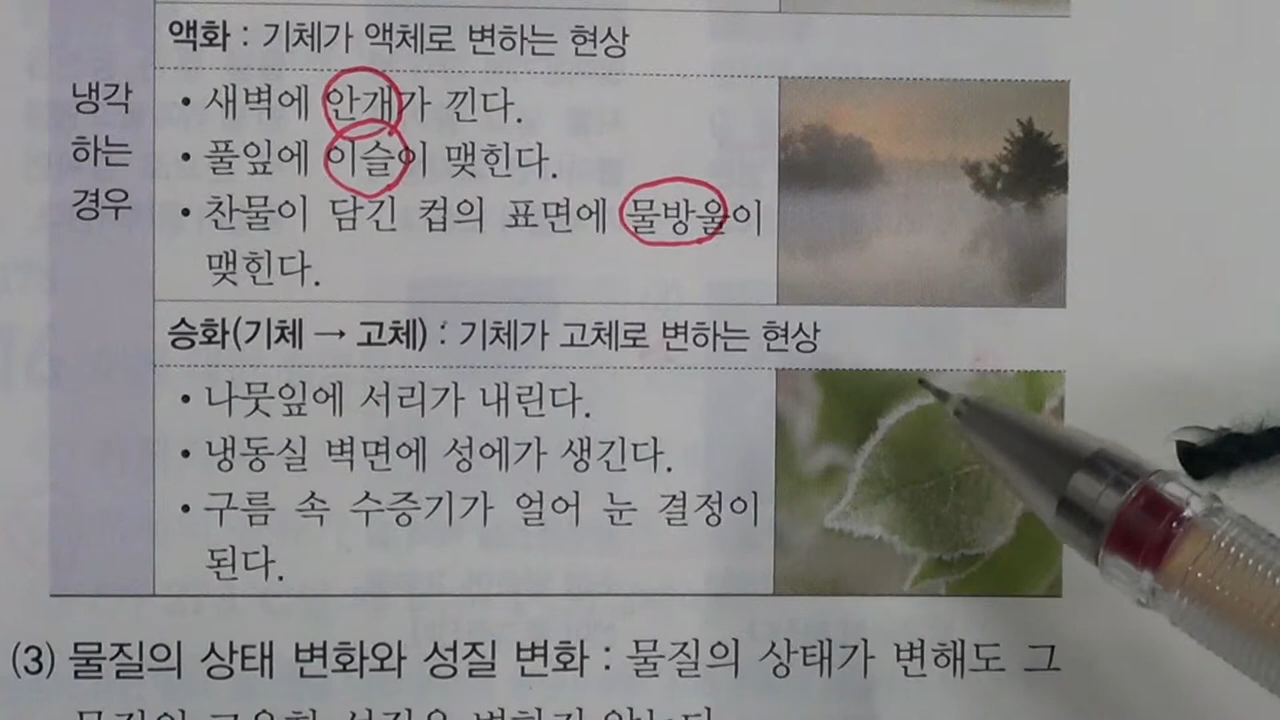 액화 : 기체가 액체로 변하는 현상
냉각
하는
경우
• 새벽에 안개가 낀다.
• 풀잎에 이슬이 맺힌다.
• 찬물이 담긴 컵의 표면에 물방울이
맺힌다.
승화(기체 → 고체) : 기체가 고체로 변하는 현상
• 나뭇잎에 서리가 내린다.
• 냉동실 벽면에 성에가 생긴다.
• 구름 속 수증기가 얼어 눈 결정이
된다.
(3) 물질의 상태 변화와 성질 변화 : 물질의 상태가 변해도 그